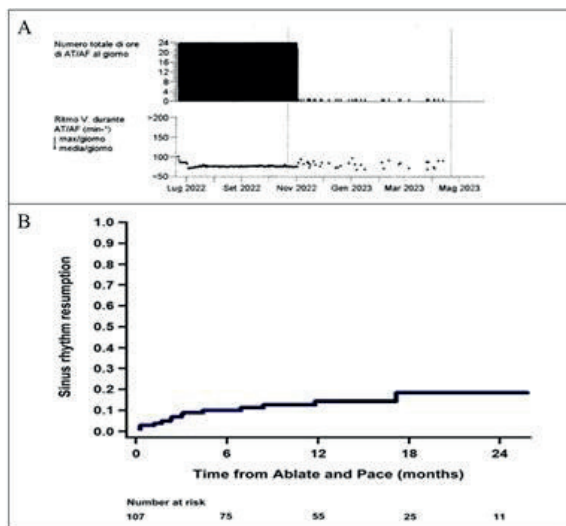 A
Numero totale di ore
di AT/AF al giorno
24
20
16
12
8
4
0
Ritmo V. durante
AT/AF (min-¹)
max/giorno
media/giorno
>200
150
100
<50
Lug 2022 Set 2022 Nov 2022 Gen 2023 Mar 2023 Mag 2023
B
Sinus rhythm resumption
1.0
0.9
0.8
0.7
0.6
0.5
0.4
0.3
0.2
0.1
0.0
0 6 12 18 24
Time from Ablate and Pace (months)
Number at risk
107 75 55 25 11